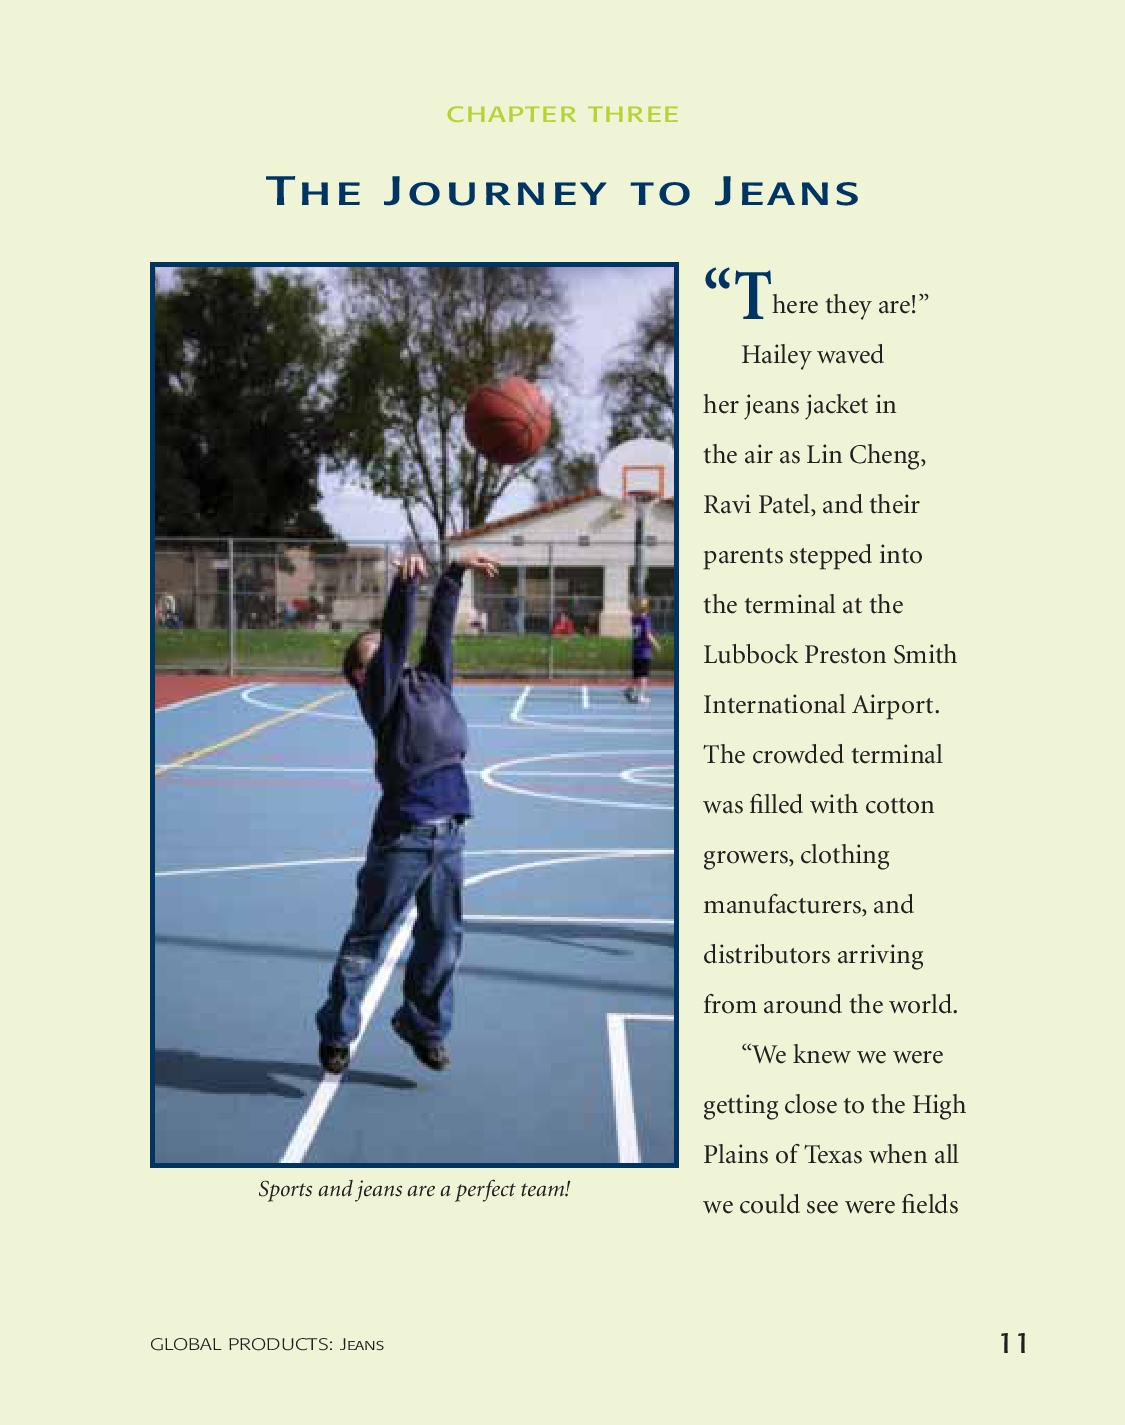 CHAPTER THREE
THE JOURNEY TO JEANS
“There they are!”
Hailey waved
her jeans jacket in
the air as Lin Cheng,
Ravi Patel, and their
parents stepped into
the terminal at the
Lubbock Preston Smith
International Airport.
The crowded terminal
was filled with cotton
growers, clothing
manufacturers, and
distributors arriving
from around the world.
“We knew we were
getting close to the High
Plains of Texas when all
we could see were fields
Sports and jeans are a perfect team!
GLOBAL PRODUCTS: JEANS
11